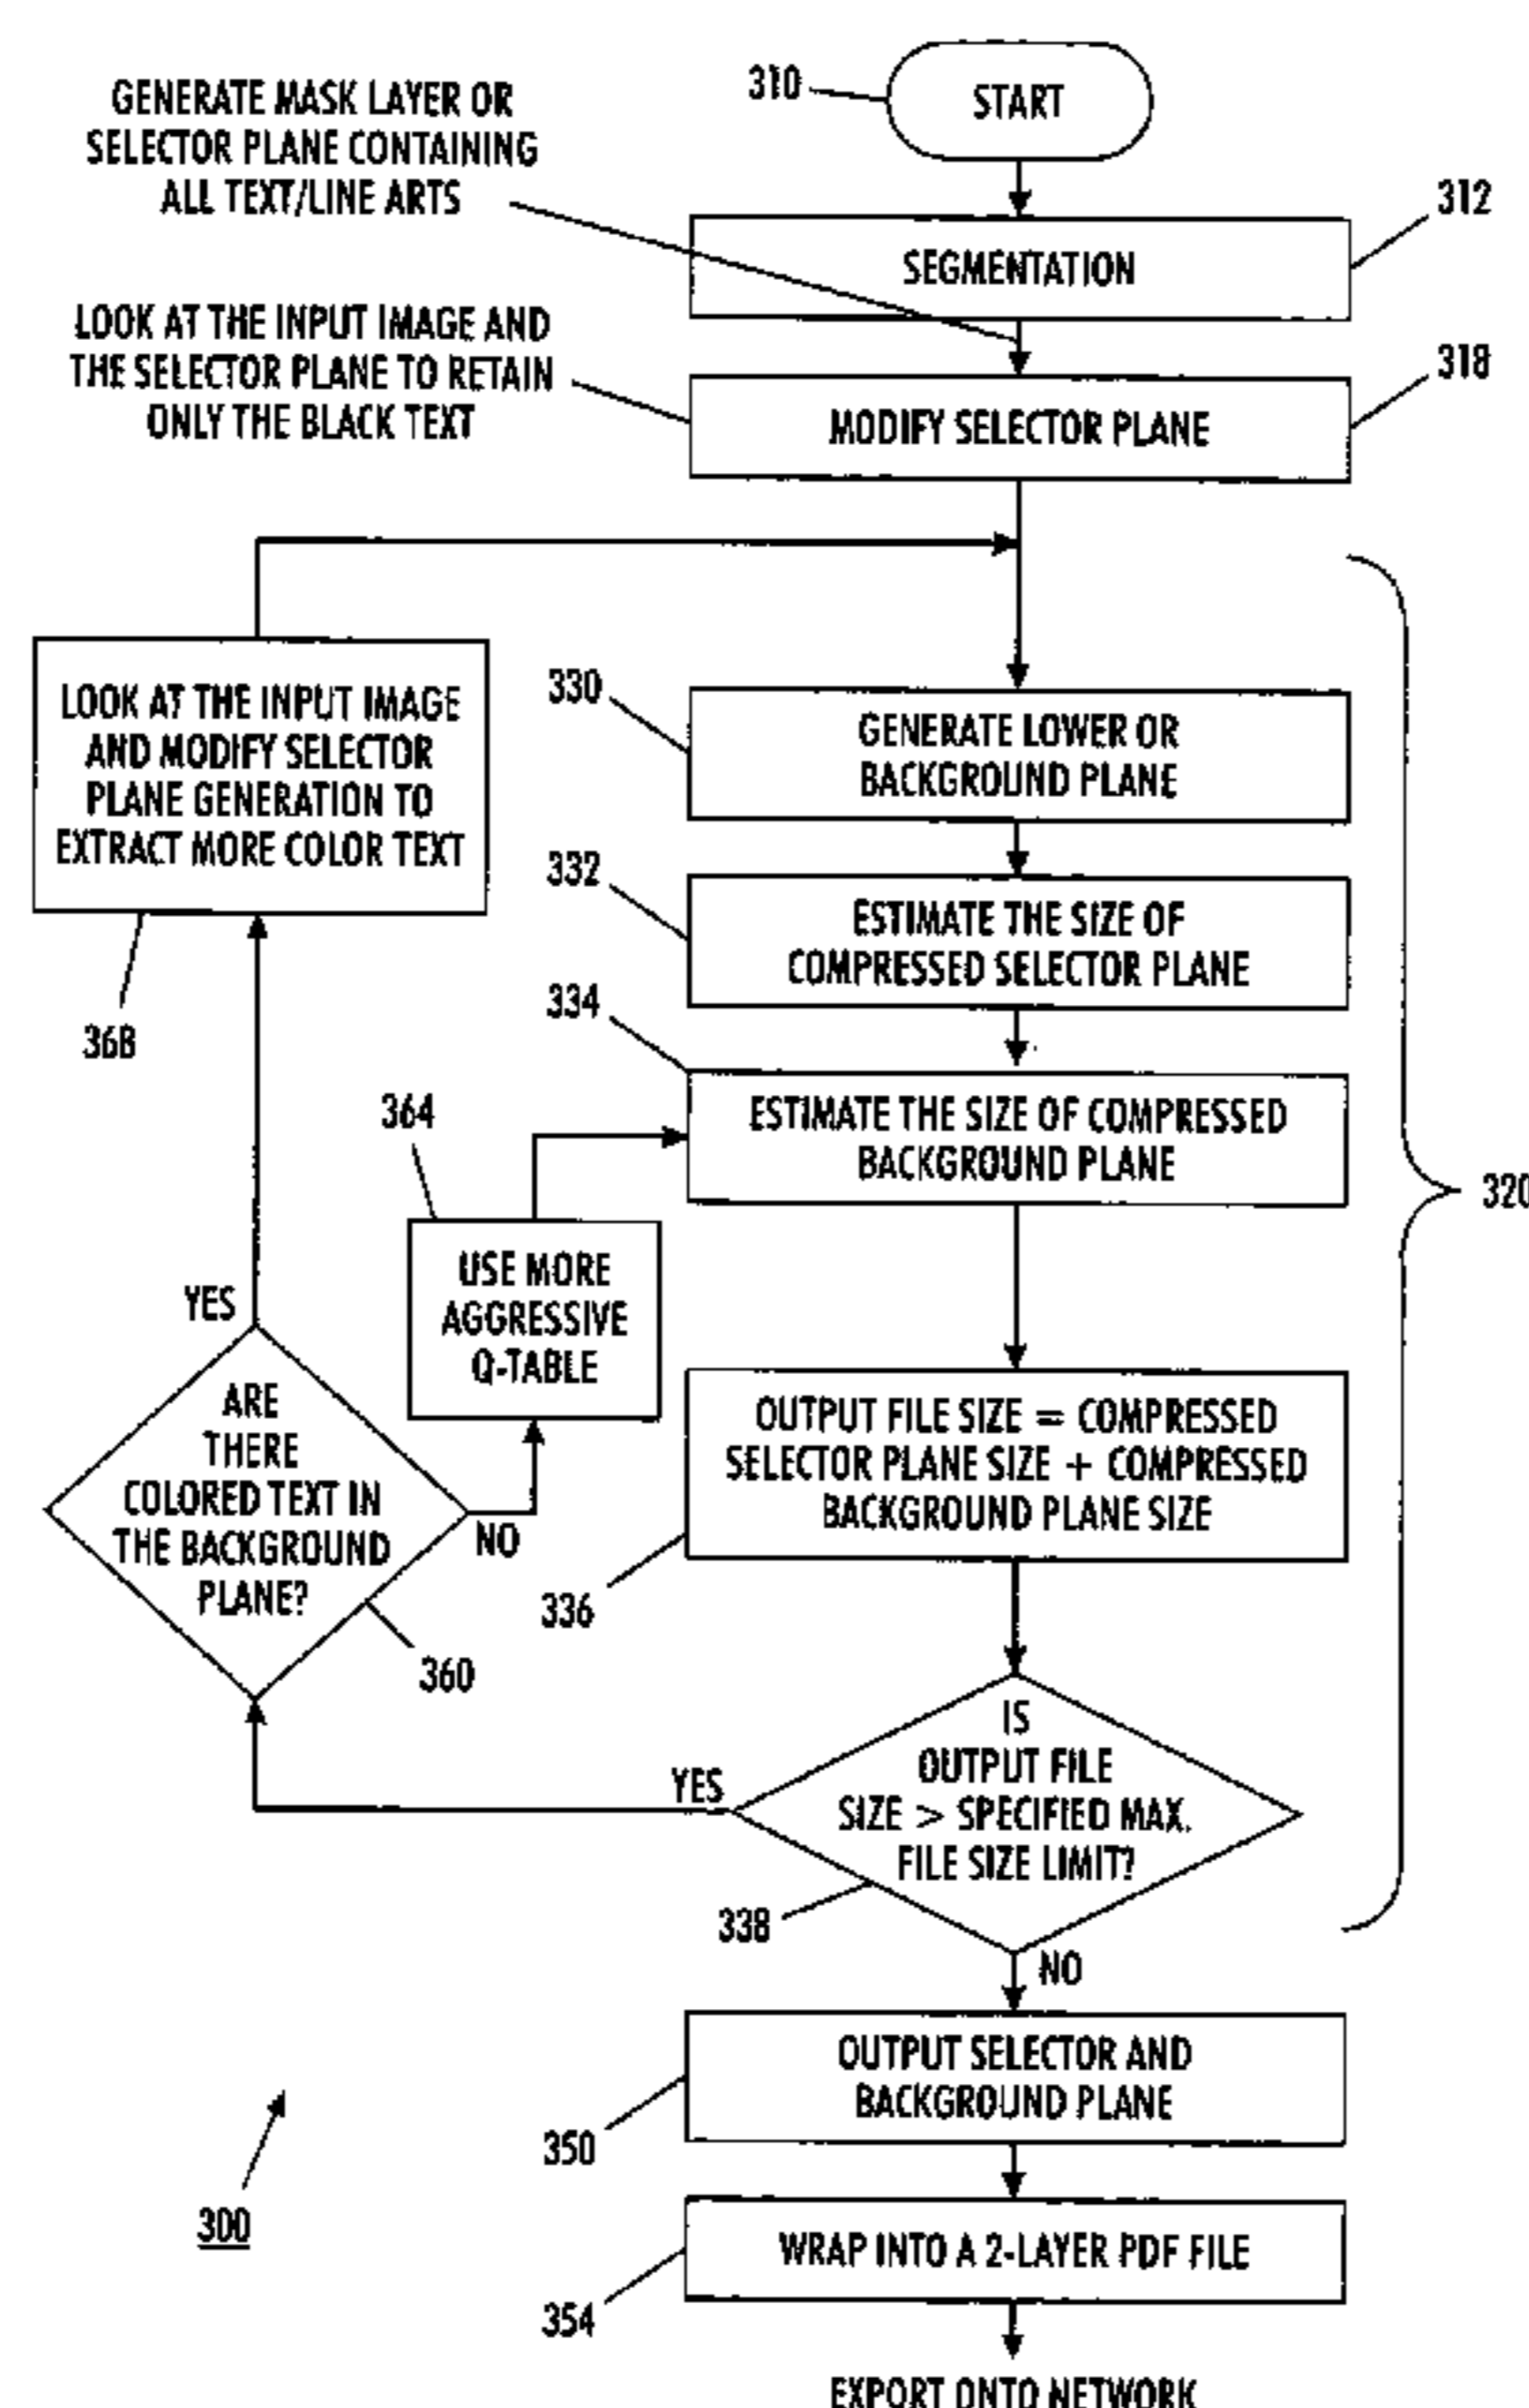 310
START
GENERATE MASK LAYER OR
SELECTOR PLANE CONTAINING
ALL TEXT/LINE ARTS
312
SEGMENTATION
LOOK AT THE INPUT IMAGE AND
THE SELECTOR PLANE TO RETAIN
ONLY THE BLACK TEXT
318
MODIFY SELECTOR PLANE
LOOK AT THE INPUT IMAGE
AND MODIFY SELECTOR
PLANE GENERATION TO
EXTRACT MORE COLOR TEXT
368
330
GENERATE LOWER OR
BACKGROUND PLANE
332
ESTIMATE THE SIZE OF
COMPRESSED SELECTOR PLANE
334
ESTIMATE THE SIZE OF COMPRESSED
BACKGROUND PLANE
320
364
USE MORE
AGGRESSIVE
Q-TABLE
YES
ARE
THERE
COLORED TEXT IN
THE BACKGROUND
PLANE?
NO
360
OUTPUT FILE SIZE = COMPRESSED
SELECTOR PLANE SIZE + COMPRESSED
BACKGROUND PLANE SIZE
336
YES
IS
OUTPUT FILE
SIZE > SPECIFIED MAX.
FILE SIZE LIMIT?
338
NO
OUTPUT SELECTOR AND
BACKGROUND PLANE
350
300
WRAP INTO A 2-LAYER PDF FILE
354
EXPORT ONTO NETWORK